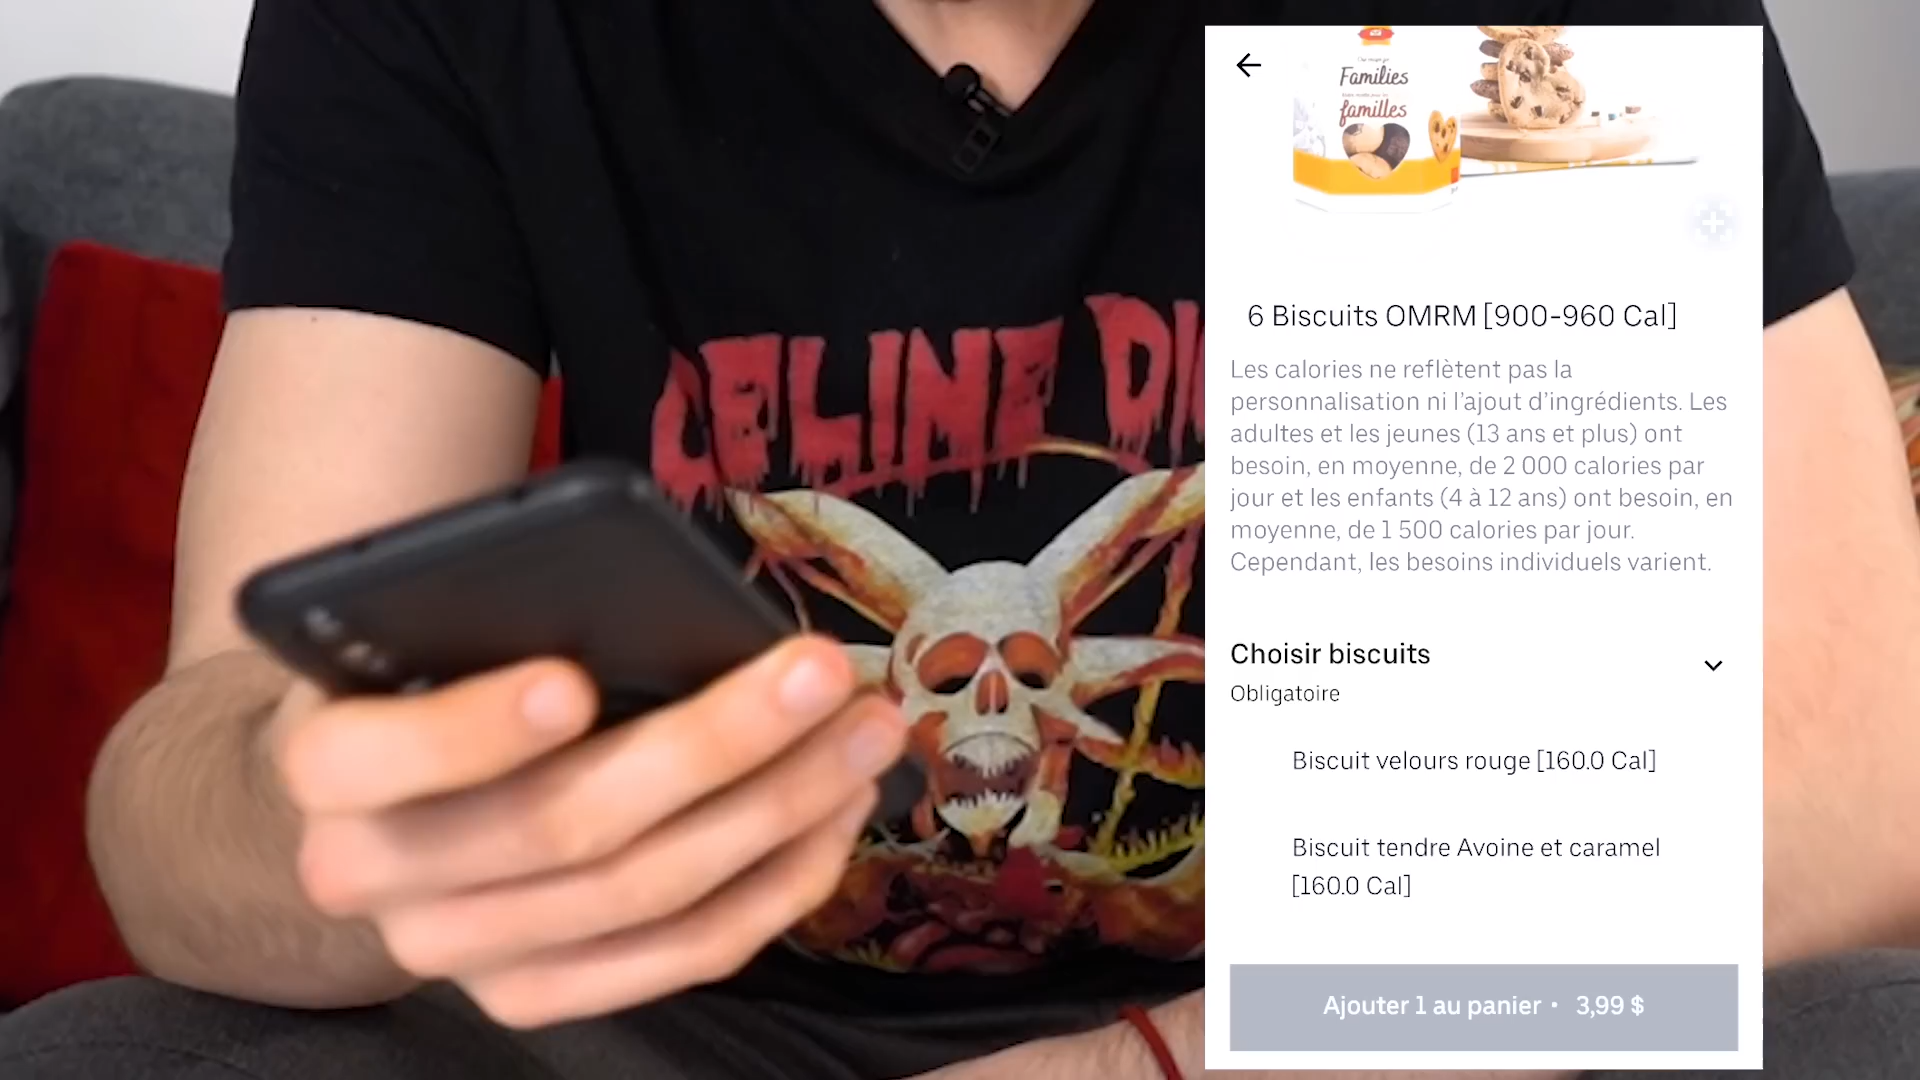 Families
familles
CELINE DI
6 Biscuits OMRM [900-960 Cal]
Les calories ne reflètent pas la
personnalisation ni l’ajout d’ingrédients. Les
adultes et les jeunes (13 ans et plus) ont
besoin, en moyenne, de 2 000 calories par
jour et les enfants (4 à 12 ans) ont besoin, en
moyenne, de 1 500 calories par jour.
Cependant, les besoins individuels varient.
Choisir biscuits
Obligatoire
Biscuit velours rouge [160.0 Cal]
Biscuit tendre Avoine et caramel
[160.0 Cal]
Ajouter 1 au panier • 3,99 $